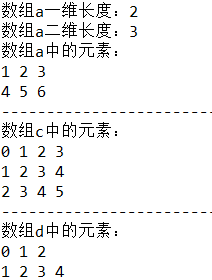 数组a一维长度：2
数组a二维长度：3
数组a中的元素：
1 2 3
4 5 6
------------------------
数组c中的元素：
0 1 2 3
1 2 3 4
2 3 4 5
------------------------
数组d中的元素：
0 1 2
1 2 3 4